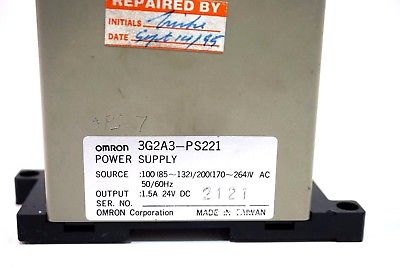 REPAIRED BY
INITIALS
DATE Sept 14/95
OMRON 3G2A3-PS221
POWER SUPPLY
SOURCE :100(85~132)/200(170~264)V AC
50/60Hz
OUTPUT :1.5A 24V DC
SER. NO. 2121
OMRON Corporation MADE IN TAIWAN